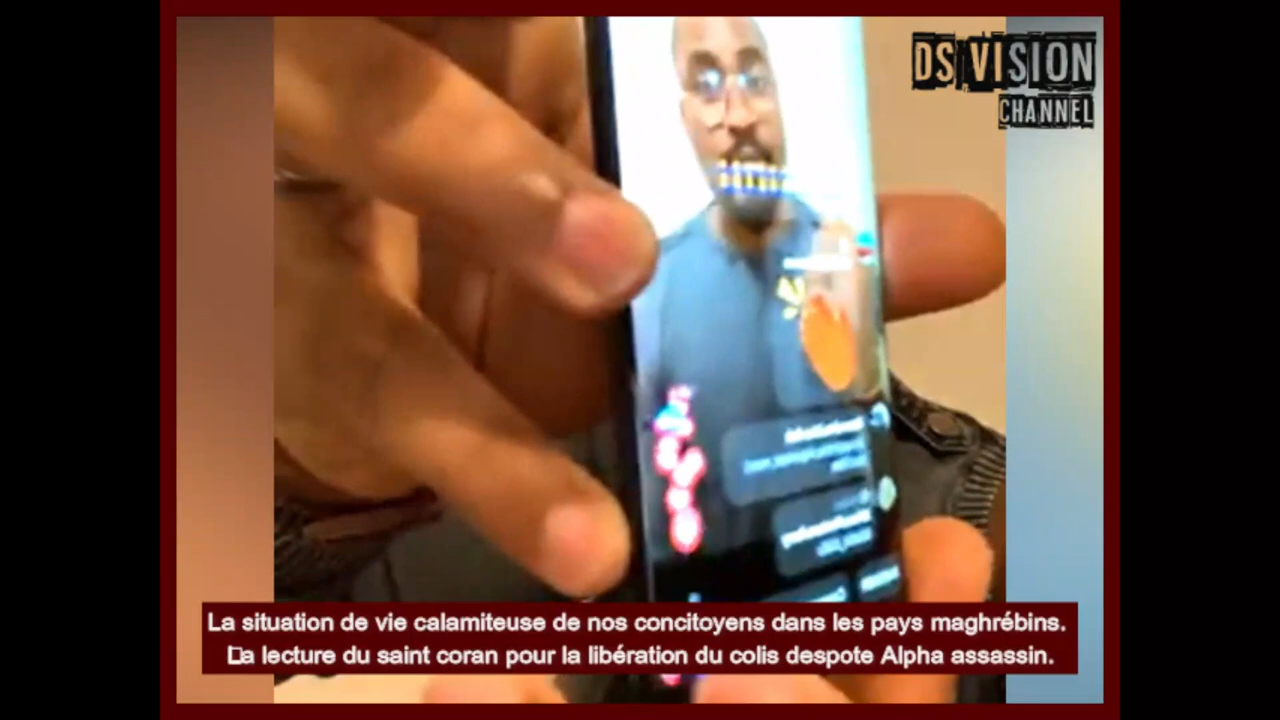 DS VISION
CHANNEL
La situation de vie calamiteuse de nos concitoyens dans les pays maghrébins.
La lecture du saint coran pour la libération du colis despote Alpha assassin.